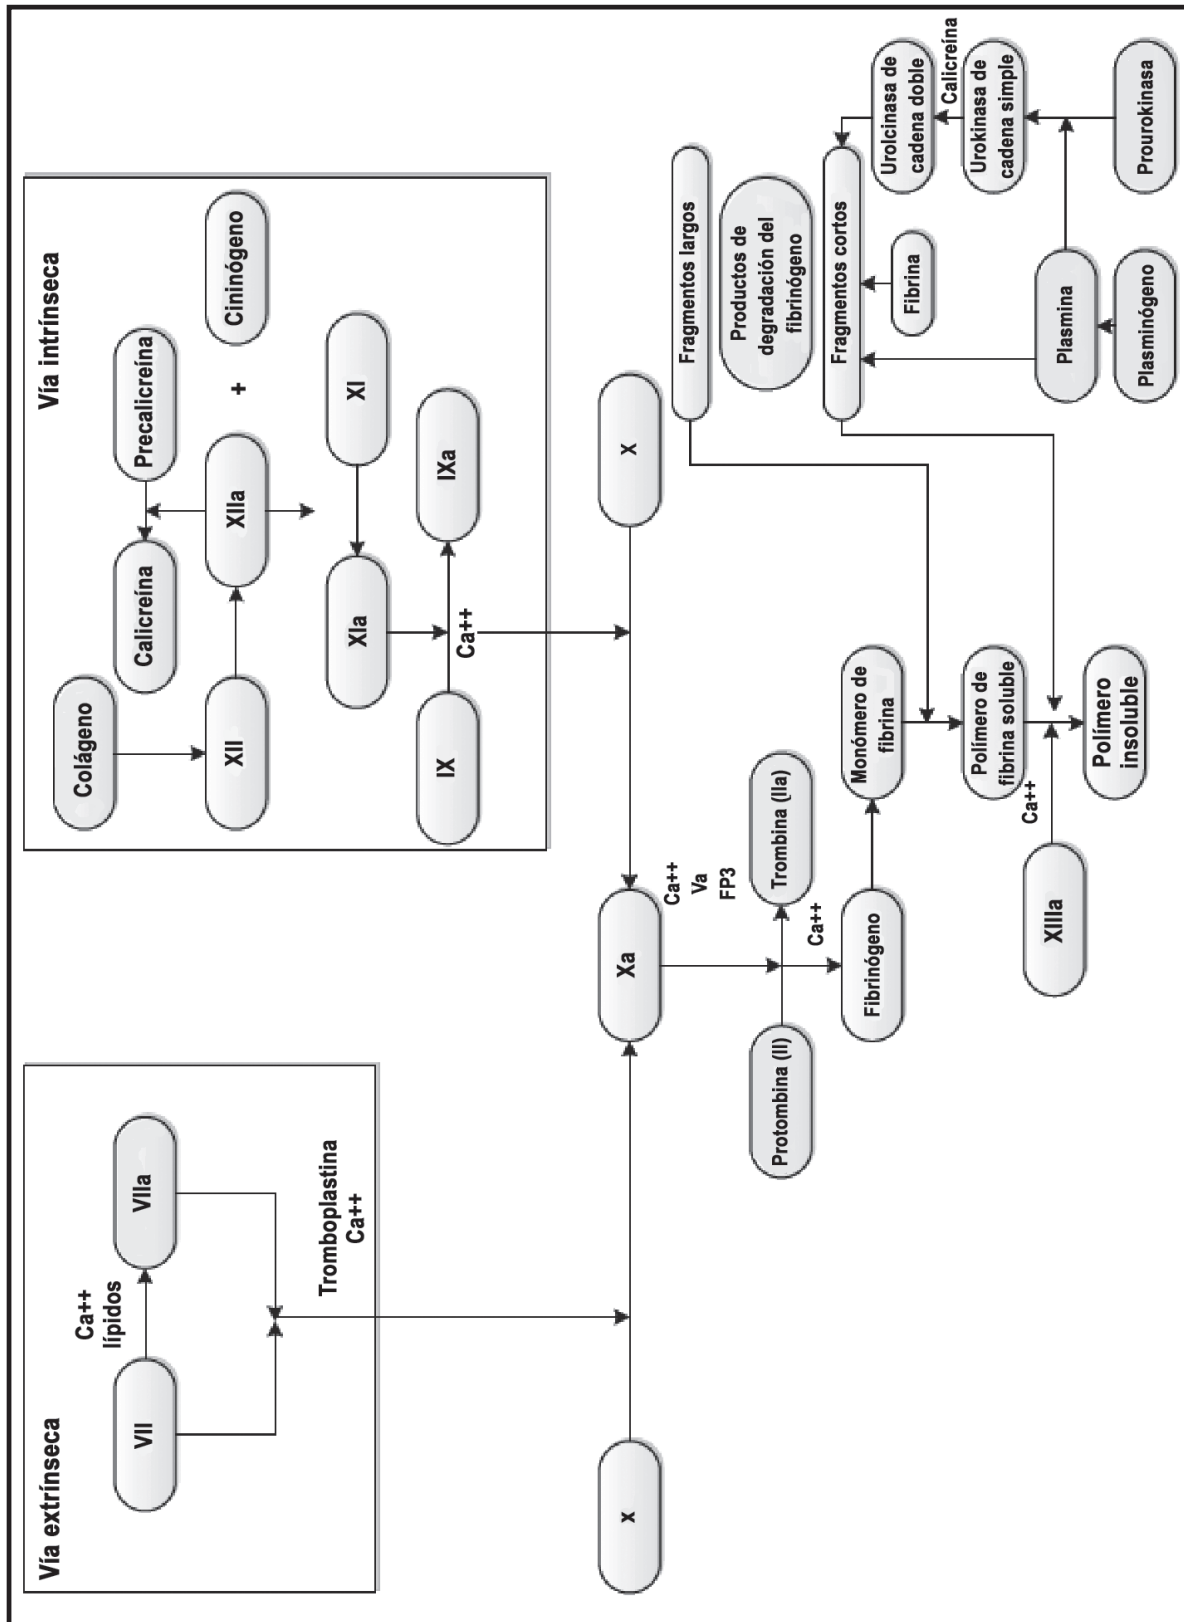 Vía extrínseca
VII
Ca++
lípidos
VIIa
Tromboplastina
Ca++
Vía intrínseca
Colágeno
Calicreína
Precalicreína
XII
XIIa
+
Cininógeno
XIa
XI
IX
Ca++
IXa
x
Xa
X
Ca++
Va
FP3
Protombina (II)
Trombina (IIa)
Ca++
Fibrinógeno
Monómero de
fibrina
Polímero de
fibrina soluble
Ca++
XIIIa
Polímero
insoluble
Fragmentos largos
Productos de
degradación del
fibrinógeno
Fragmentos cortos
Fibrina
Urolcinasa de
cadena doble
Calicreína
Urokinasa de
cadena simple
Plasmina
Plasminógeno
Prourokinasa